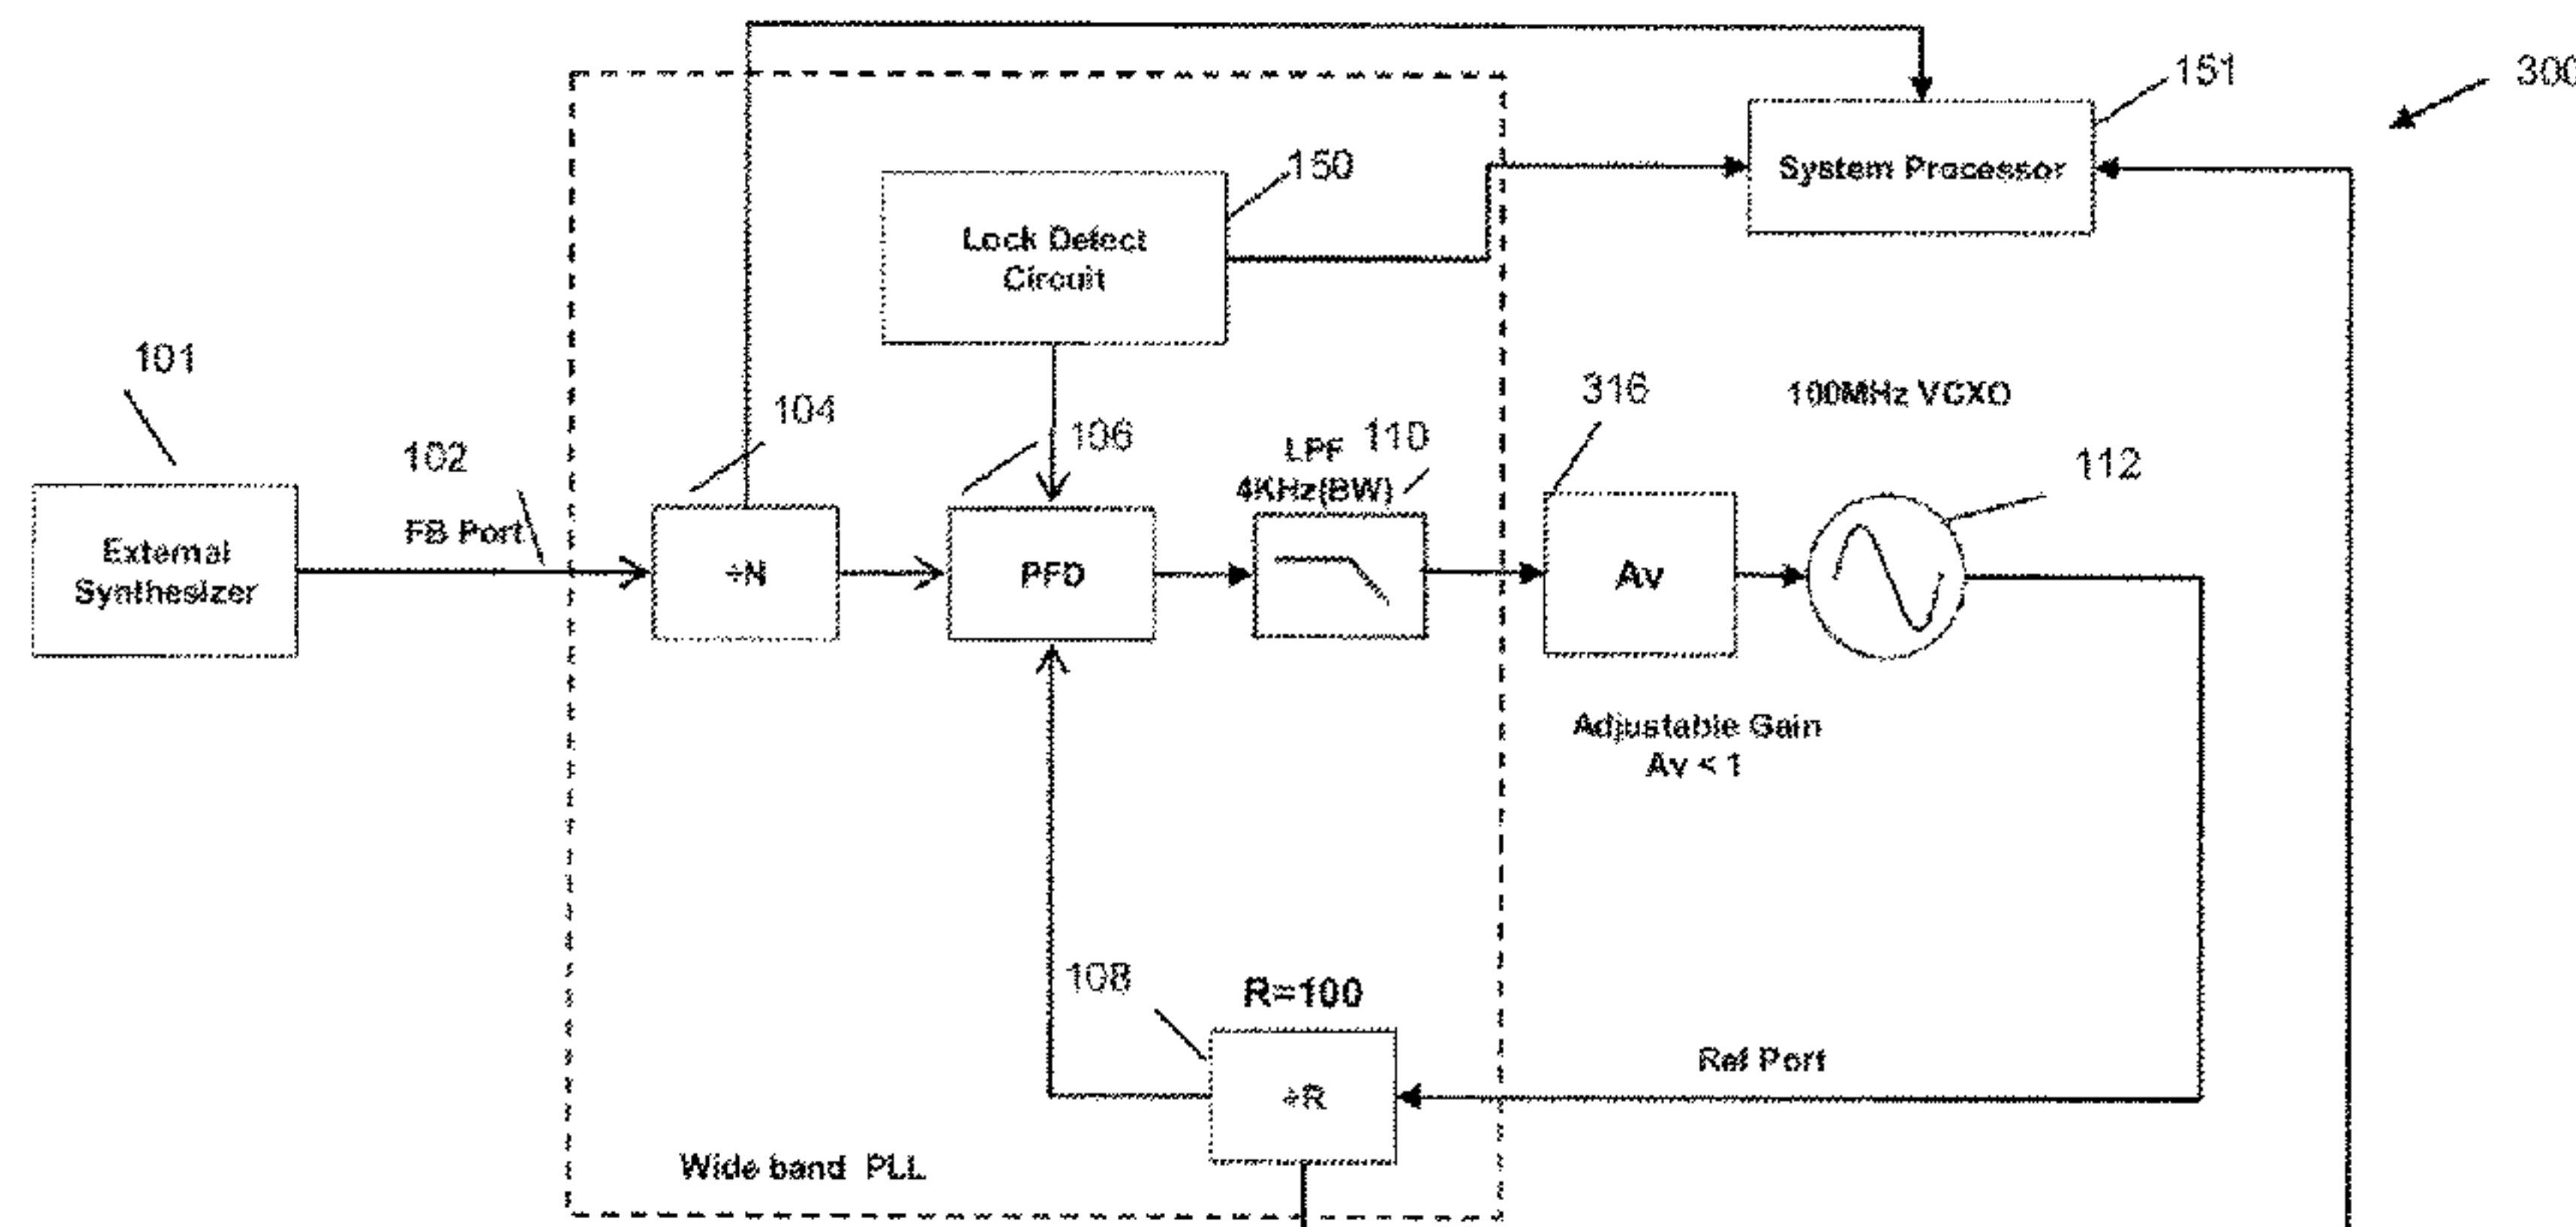 151
300
System Processor
150
Lock Detect
Circuit
101
102
104
106
LPF
110
4KHz(BW)
316
100MHz VCXO
112
FB Port
External
Synthesizer
÷N
PFD
Av
Adjustable Gain
Av < 1
108
R=100
÷R
Ref Port
Wide band PLL